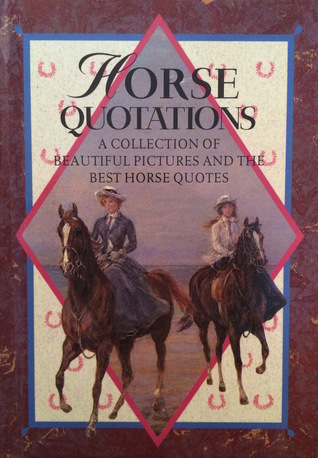 HORSE
QUOTATIONS
A COLLECTION OF
BEAUTIFUL PICTURES AND THE
BEST HORSE QUOTES